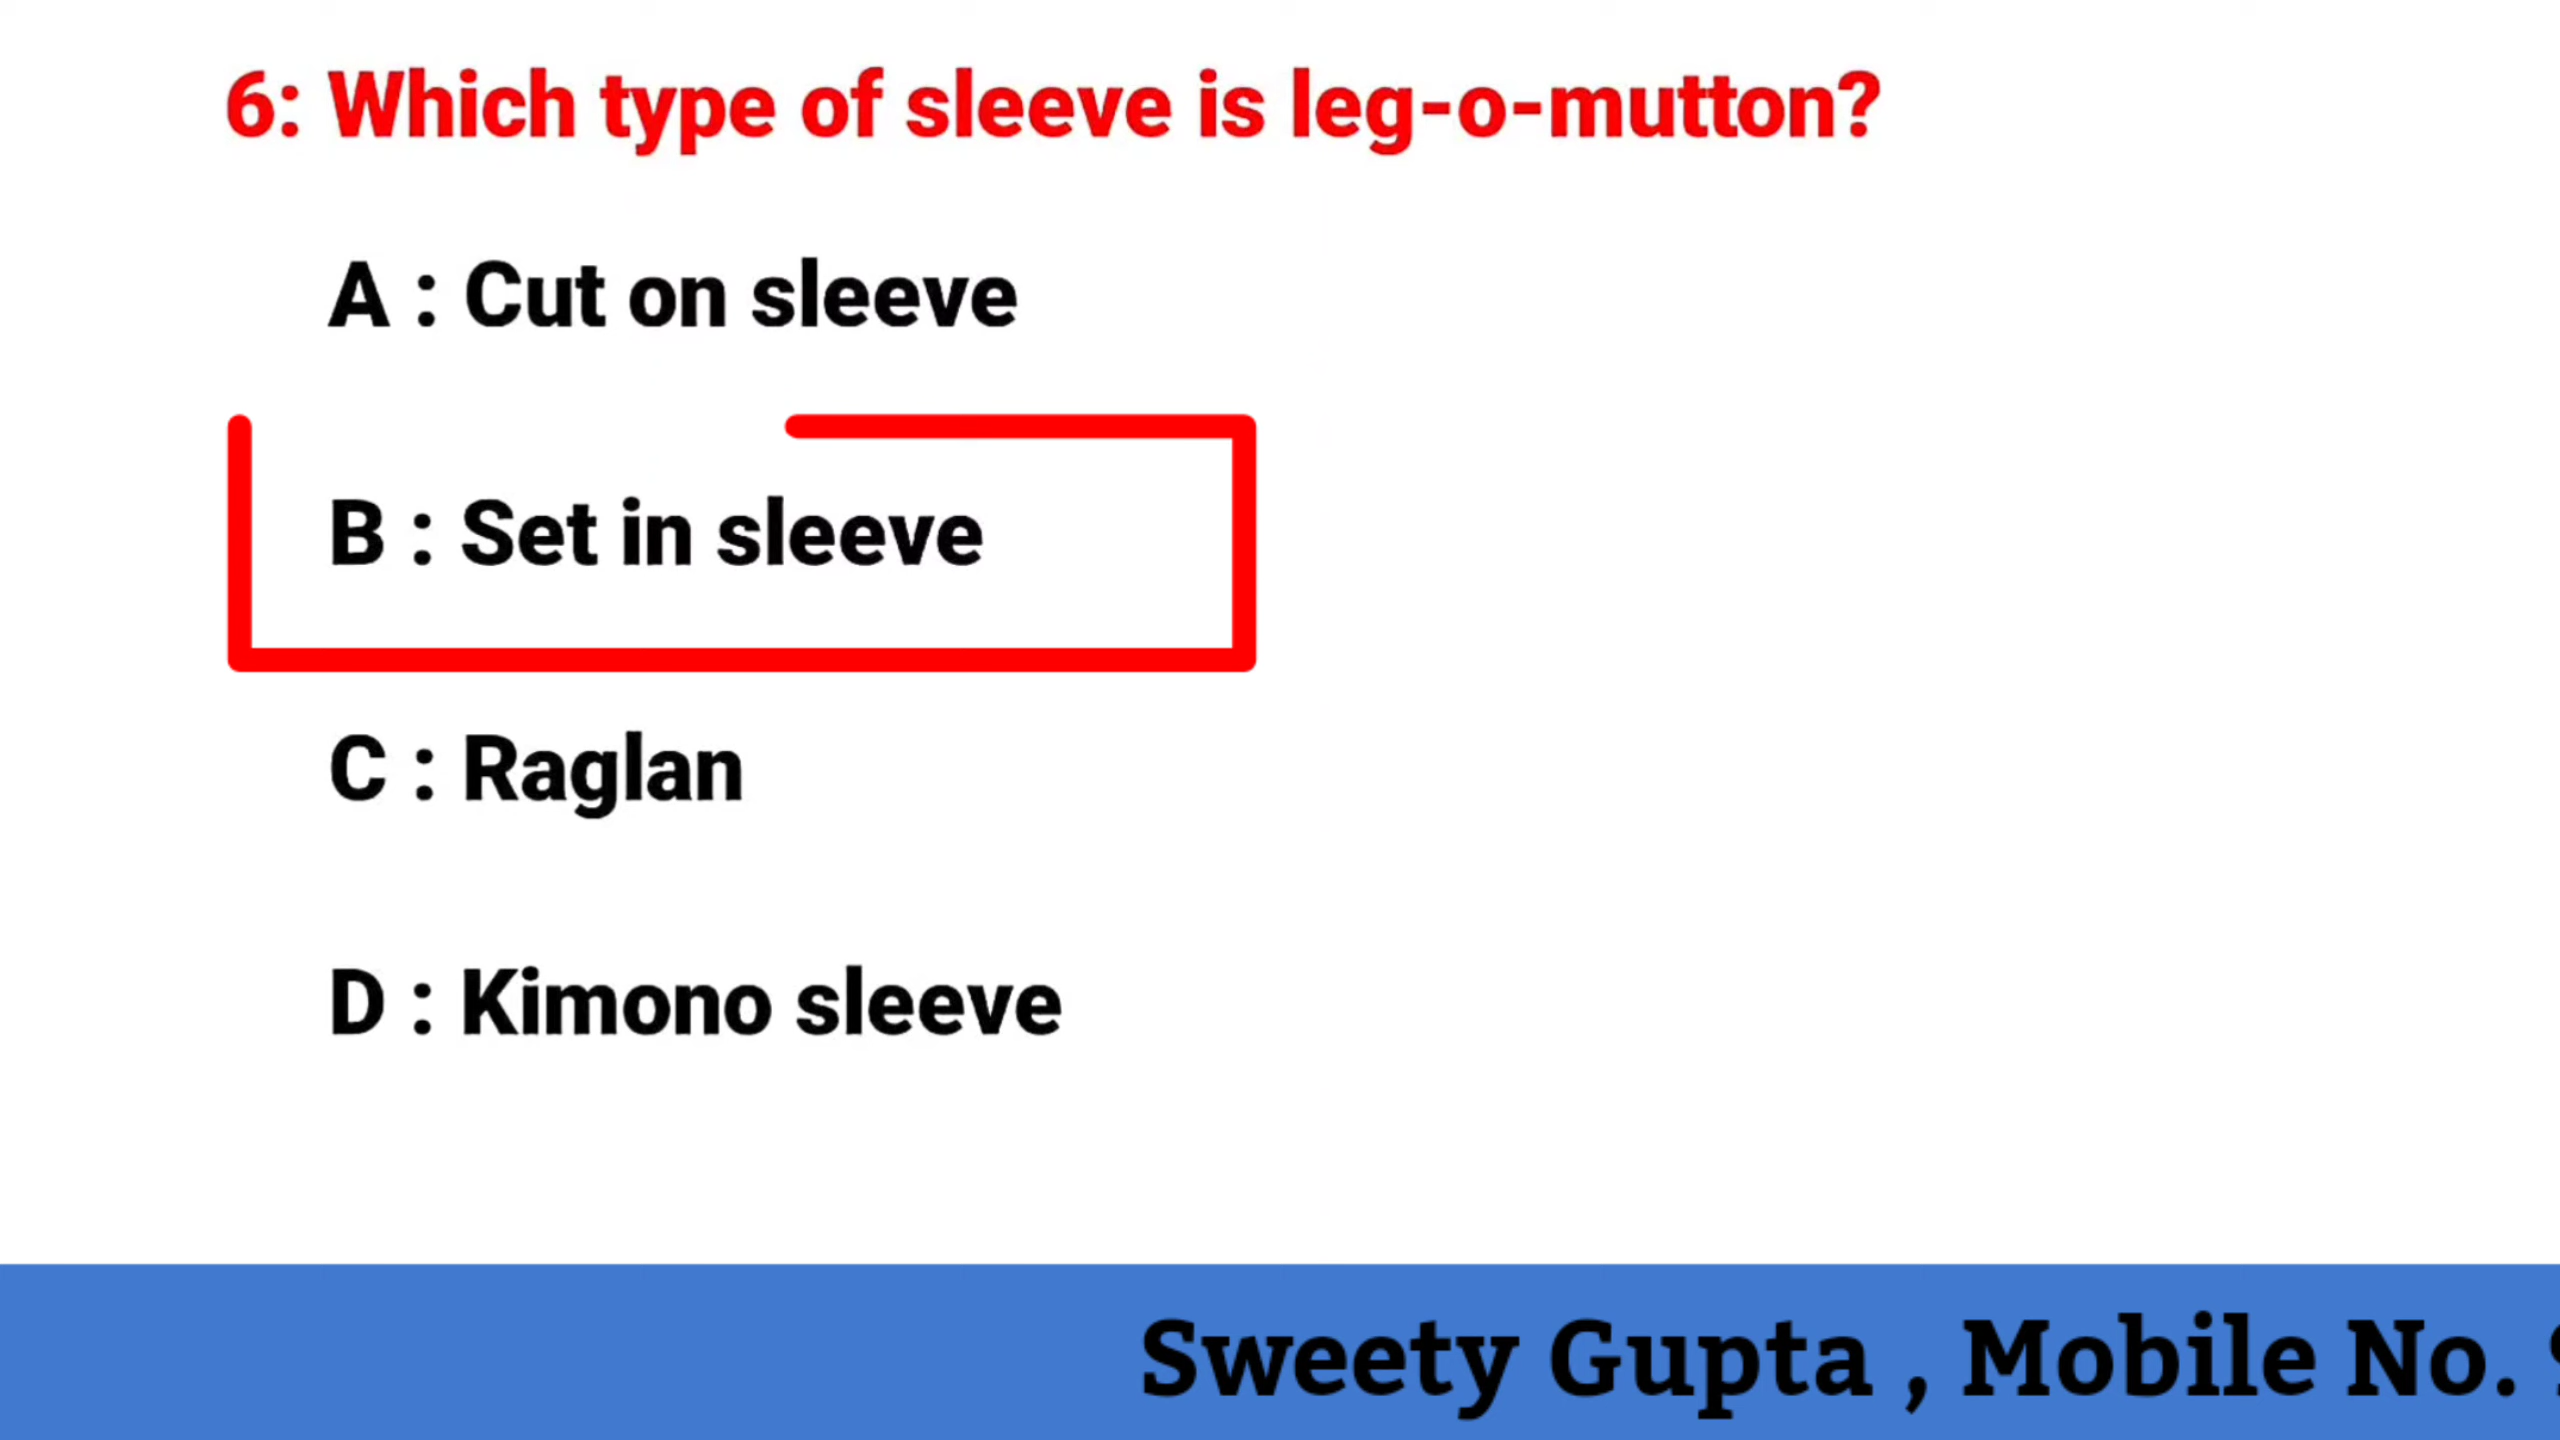 6: Which type of sleeve is leg-o-mutton?
A : Cut on sleeve
B : Set in sleeve
C : Raglan
D : Kimono sleeve
Sweety Gupta , Mobile No.